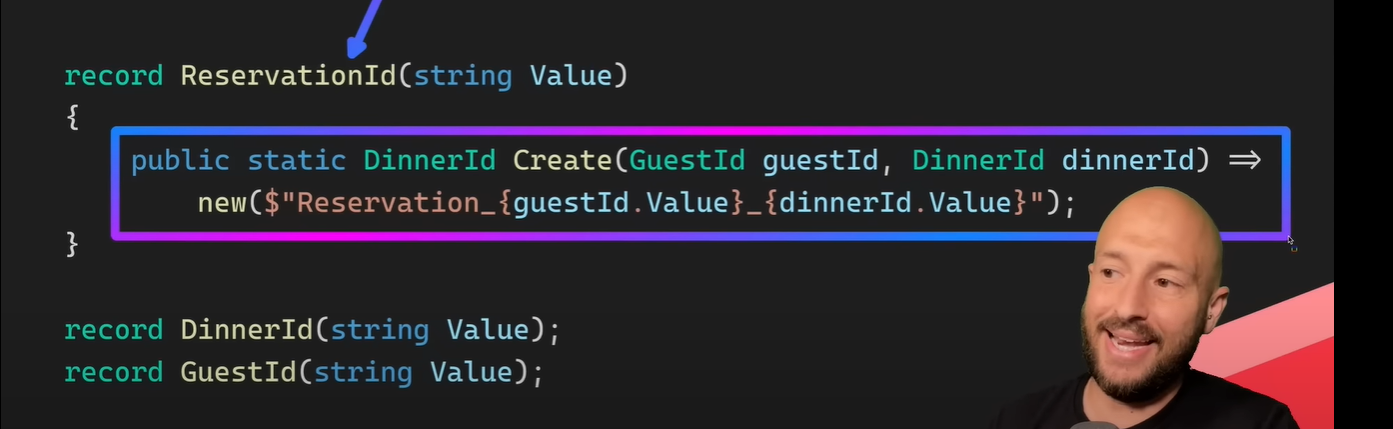 record ReservationId(string Value)
{
public static DinnerId Create(GuestId guestId, DinnerId dinnerId) =>
new($"Reservation_{guestId.Value}_{dinnerId.Value}");
}
record DinnerId(string Value);
record GuestId(string Value);